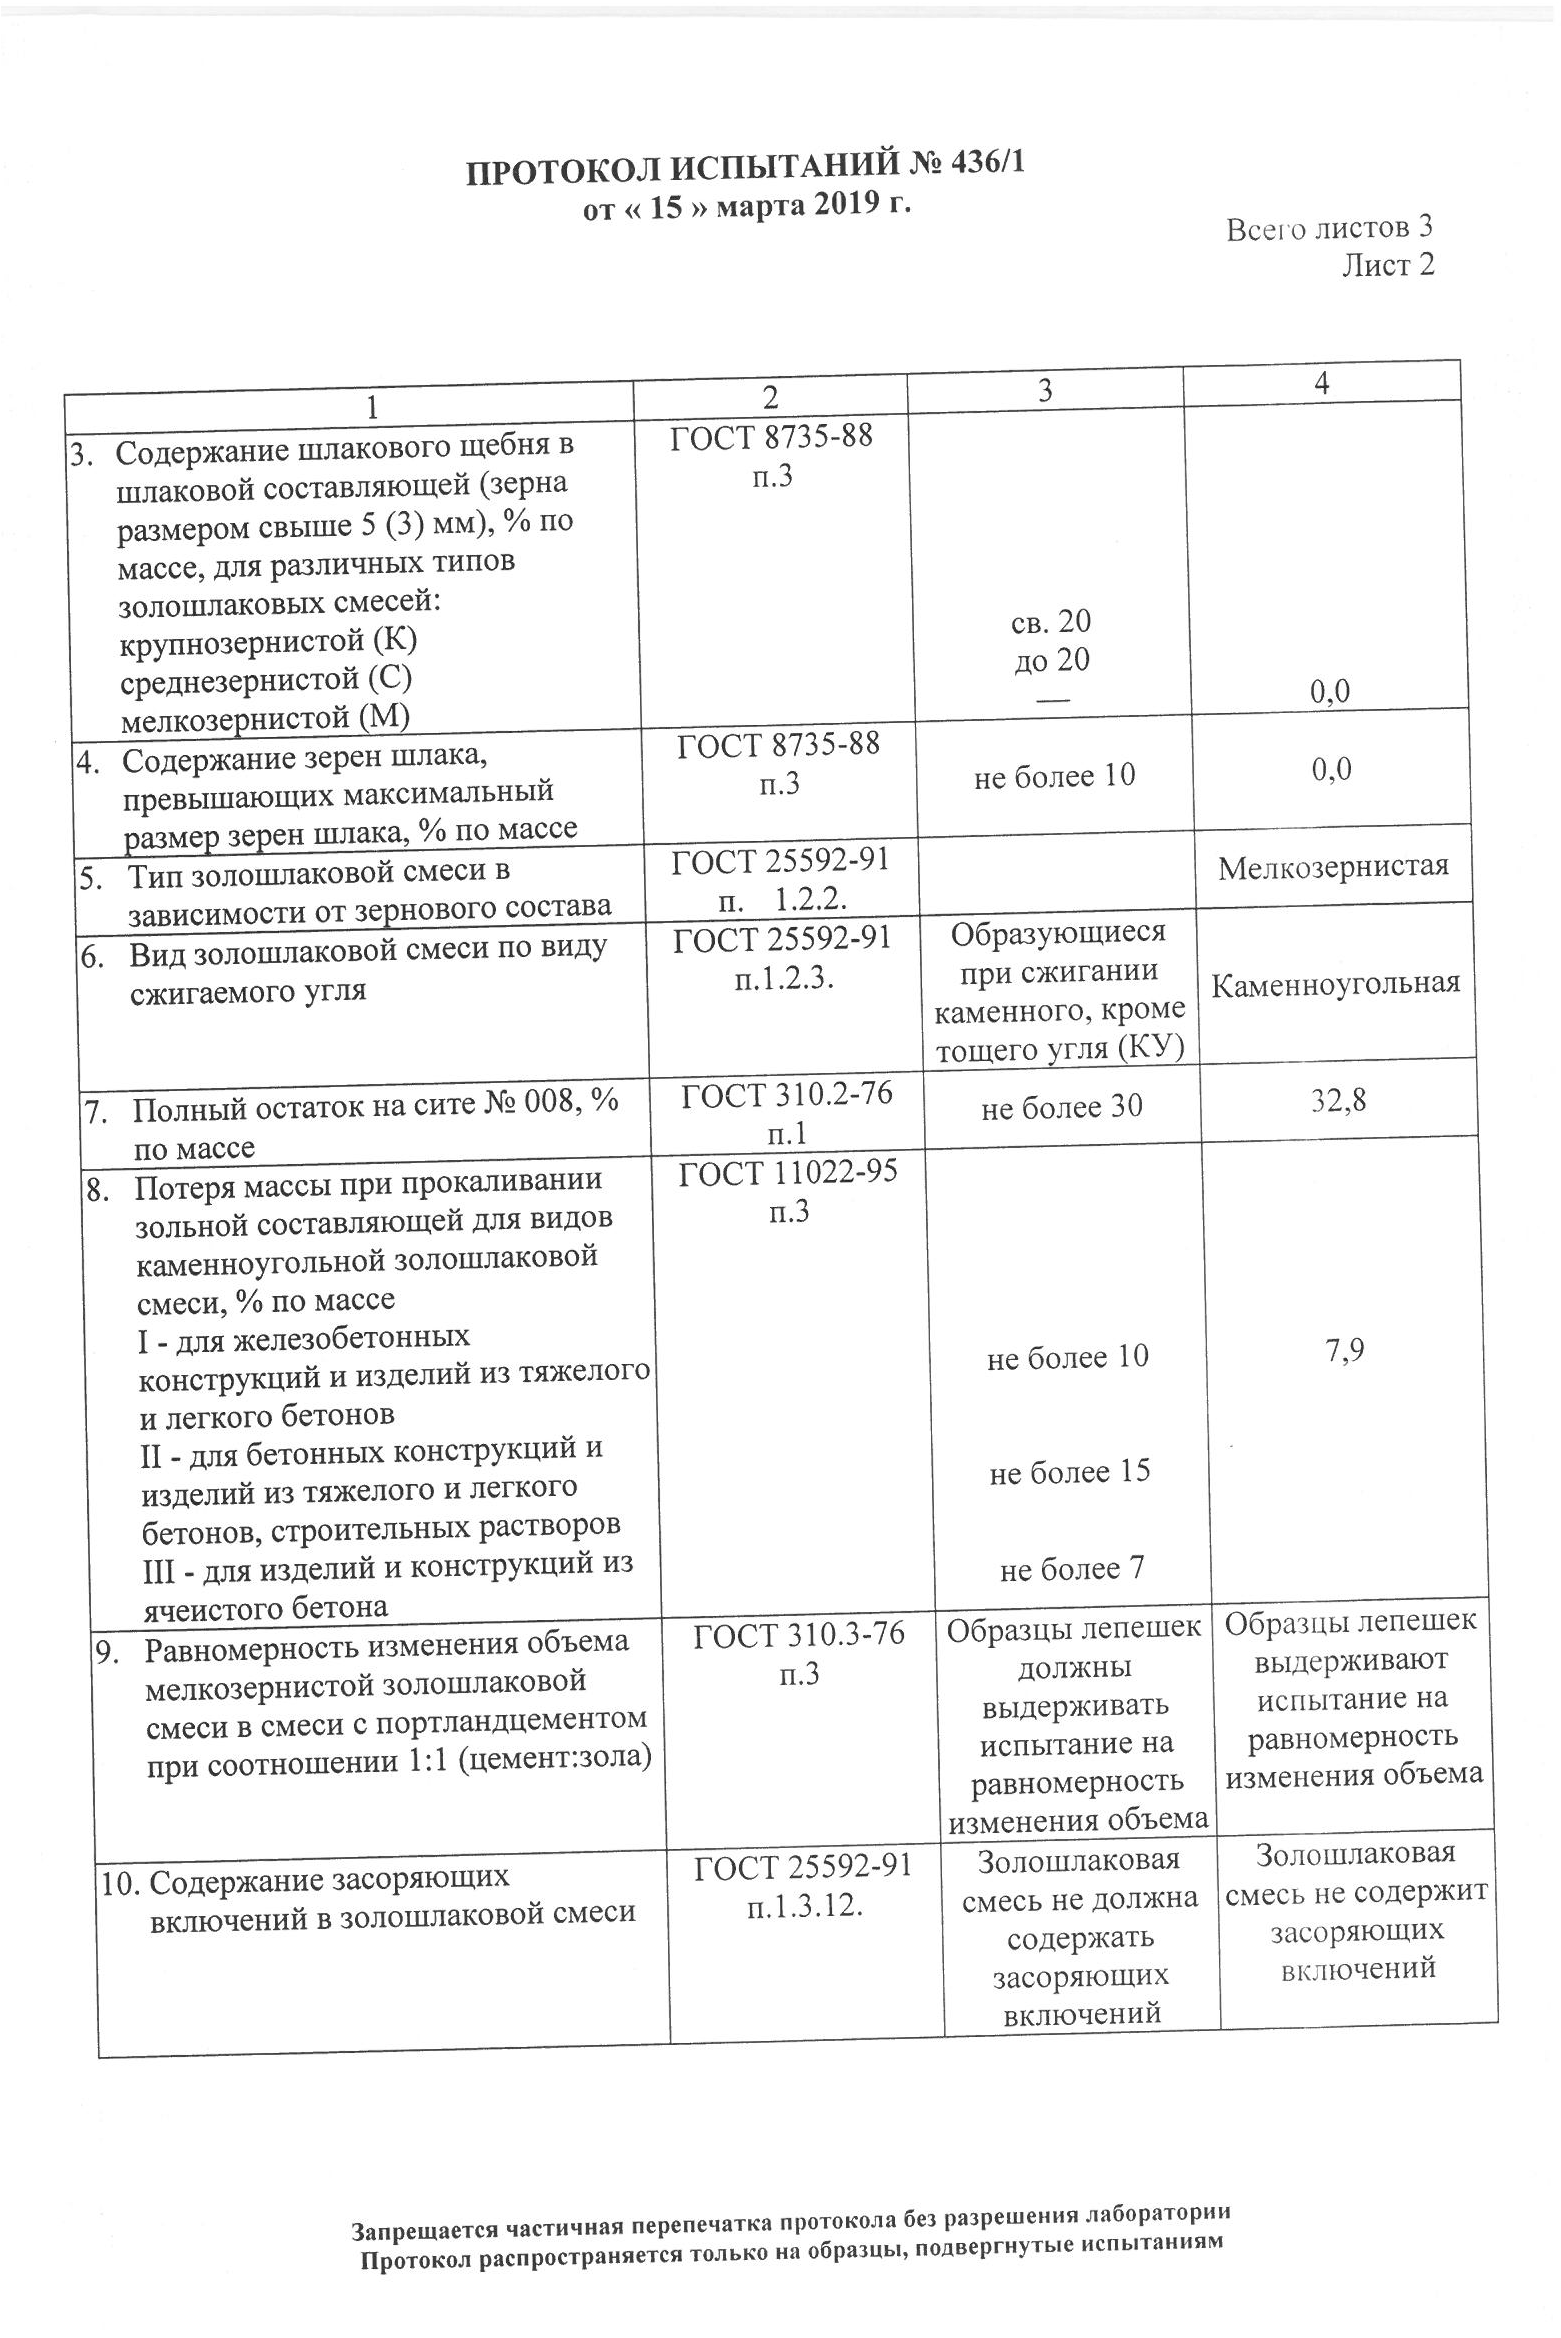 ПРОТОКОЛ ИСПЫТАНИЙ № 436/1
от « 15 » марта 2019 г.
Всего листов 3
Лист 2
1 2 3 4
3. Содержание шлакового щебня в
шлаковой составляющей (зерна
размером свыше 5 (3) мм), % по
массе, для различных типов
золошлаковых смесей:
крупнозернистой (К)
среднезернистой (С)
мелкозернистой (М)
ГОСТ 8735-88
п.3
св. 20
до 20
—
0,0
4. Содержание зерен шлака,
превышающих максимальный
размер зерен шлака, % по массе
ГОСТ 8735-88
п.3
не более 10
0,0
5. Тип золошлаковой смеси в
зависимости от зернового состава
ГОСТ 25592-91
п. 1.2.2.
Мелкозернистая
6. Вид золошлаковой смеси по виду
сжигаемого угля
ГОСТ 25592-91
п.1.2.3.
Образующиеся
при сжигании
каменного, кроме
тощего угля (КУ)
Каменноугольная
7. Полный остаток на сите № 008, %
по массе
ГОСТ 310.2-76
п.1
не более 30
32,8
8. Потеря массы при прокаливании
зольной составляющей для видов
каменноугольной золошлаковой
смеси, % по массе
I - для железобетонных
конструкций и изделий из тяжелого
и легкого бетонов
II - для бетонных конструкций и
изделий из тяжелого и легкого
бетонов, строительных растворов
III - для изделий и конструкций из
ячеистого бетона
ГОСТ 11022-95
п.3
не более 10
не более 15
не более 7
7,9
9. Равномерность изменения объема
мелкозернистой золошлаковой
смеси в смеси с портландцементом
при соотношении 1:1 (цемент:зола)
ГОСТ 310.3-76
п.3
Образцы лепешек
должны
выдерживать
испытание на
равномерность
изменения объема
Образцы лепешек
выдерживают
испытание на
равномерность
изменения объема
10. Содержание засоряющих
включений в золошлаковой смеси
ГОСТ 25592-91
п.1.3.12.
Золошлаковая
смесь не должна
содержать
засоряющих
включений
Золошлаковая
смесь не содержит
засоряющих
включений
Запрещается частичная перепечатка протокола без разрешения лаборатории
Протокол распространяется только на образцы, подвергнутые испытаниям